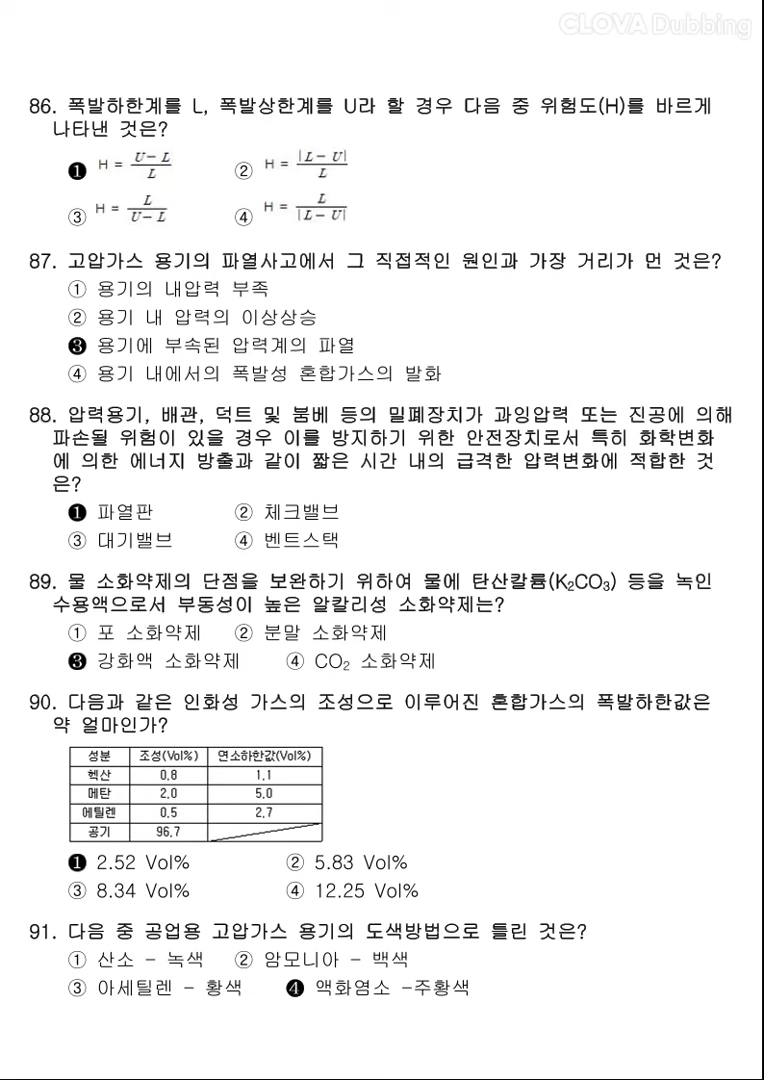 CLOVA Dubbing
86. 폭발하한계를 L, 폭발상한계를 U라 할 경우 다음 중 위험도(H)를 바르게
나타낸 것은?
❶ H = (U − L)/L ② H = |L − U|/L
③ H = L/(U − L) ④ H = L/|L − U|
87. 고압가스 용기의 파열사고에서 그 직접적인 원인과 가장 거리가 먼 것은?
① 용기의 내압력 부족
② 용기 내 압력의 이상상승
❸ 용기에 부속된 압력계의 파열
④ 용기 내에서의 폭발성 혼합가스의 발화
88. 압력용기, 배관, 덕트 및 붐베 등의 밀폐장치가 과잉압력 또는 진공에 의해
파손될 위험이 있을 경우 이를 방지하기 위한 안전장치로서 특히 화학변화
에 의한 에너지 방출과 같이 짧은 시간 내의 급격한 압력변화에 적합한 것
은?
❶ 파열판 ② 체크밸브
③ 대기밸브 ④ 벤트스택
89. 물 소화약제의 단점을 보완하기 위하여 물에 탄산칼륨(K₂CO₃) 등을 녹인
수용액으로서 부동성이 높은 알칼리성 소화약제는?
① 포 소화약제 ② 분말 소화약제
❸ 강화액 소화약제 ④ CO₂ 소화약제
90. 다음과 같은 인화성 가스의 조성으로 이루어진 혼합가스의 폭발하한값은
약 얼마인가?
성분 조성(Vol%) 연소하한값(Vol%)
헥산 0.8 1.1
메탄 2.0 5.0
에틸렌 0.5 2.7
공기 96.7
❶ 2.52 Vol% ② 5.83 Vol%
③ 8.34 Vol% ④ 12.25 Vol%
91. 다음 중 공업용 고압가스 용기의 도색방법으로 틀린 것은?
① 산소 - 녹색 ② 암모니아 - 백색
③ 아세틸렌 - 황색 ❹ 액화염소 -주황색